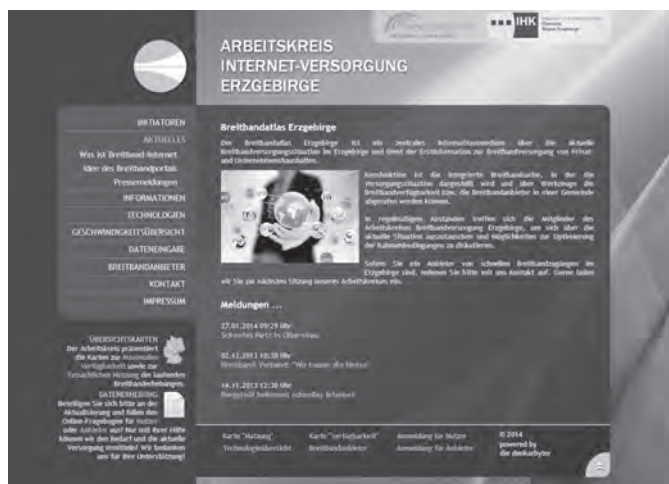 IHK
ARBEITSKREIS
INTERNET-VERSORGUNG
ERZGEBIRGE
INITIATOREN
AKTUELLES
Was ist Breitband-Internet
Idee des Breitbandportals
Pressemeldungen
INFORMATIONEN
TECHNOLOGIEN
GESCHWINDIGKEITSÜBERSICHT
DATENEINGABE
BREITBANDANBIETER
KONTAKT
IMPRESSUM
ÜBERSICHTSKARTEN
Der Arbeitskreis präsentiert
die Karten zur Maximalen
Verfügbarkeit sowie zur
Tatsächlichen Nutzung der laufenden
Breitbanderhebungen.
DATENERHEBUNG
Beteiligen Sie sich bitte an der
Aktualisierung und füllen den
Online-Fragebogen für Nutzer
oder Anbieter aus! Nur mit Ihrer Hilfe
können wir den Bedarf und die aktuelle
Versorgung ermitteln! Wir bedanken
uns für Ihre Unterstützung!
Breitbandatlas Erzgebirge
Der Breitbandatlas Erzgebirge ist ein zentrales Informationsmedium über die aktuelle
Breitbandversorgungssituation im Erzgebirge und dient der Erstinformation zur Breitbandversorgung von Privat-
und Unternehmenshaushalten.
Kernfunktion ist die integrierte Breitbandsuche, in der die
Versorgungssituation dargestellt wird und über Werkzeuge die
Breitbandverfügbarkeit bzw. die Breitbandanbieter in einer Gemeinde
abgerufen werden können.
In regelmäßigen Abständen treffen sich die Mitglieder des
Arbeitskreises Breitbandversorgung Erzgebirge, um sich über die
aktuelle Situation auszutauschen und Möglichkeiten zur Optimierung
der Rahmenbedingungen zu diskutieren.
Sofern Sie ein Anbieter von schnellen Breitbandzugängen im
Erzgebirge sind, nehmen Sie bitte mit uns Kontakt auf. Gerne laden
wir Sie zur nächsten Sitzung unseres Arbeitskreises ein.
Meldungen ...
27.01.2014 09:29 Uhr
Schnelles Netz in Olbernhau
02.12.2013 10:38 Uhr
Breitband-Verband: "Wir bauen die Netze"
14.11.2013 12:38 Uhr
Bergstadt bekommt schnelles Internet
Karte "Nutzung"
Karte "Verfügbarkeit"
Anmeldung für Nutzer
© 2014
Technologieübersicht
Breitbandanbieter
Anmeldung für Anbieter
powered by
die denkarbyter